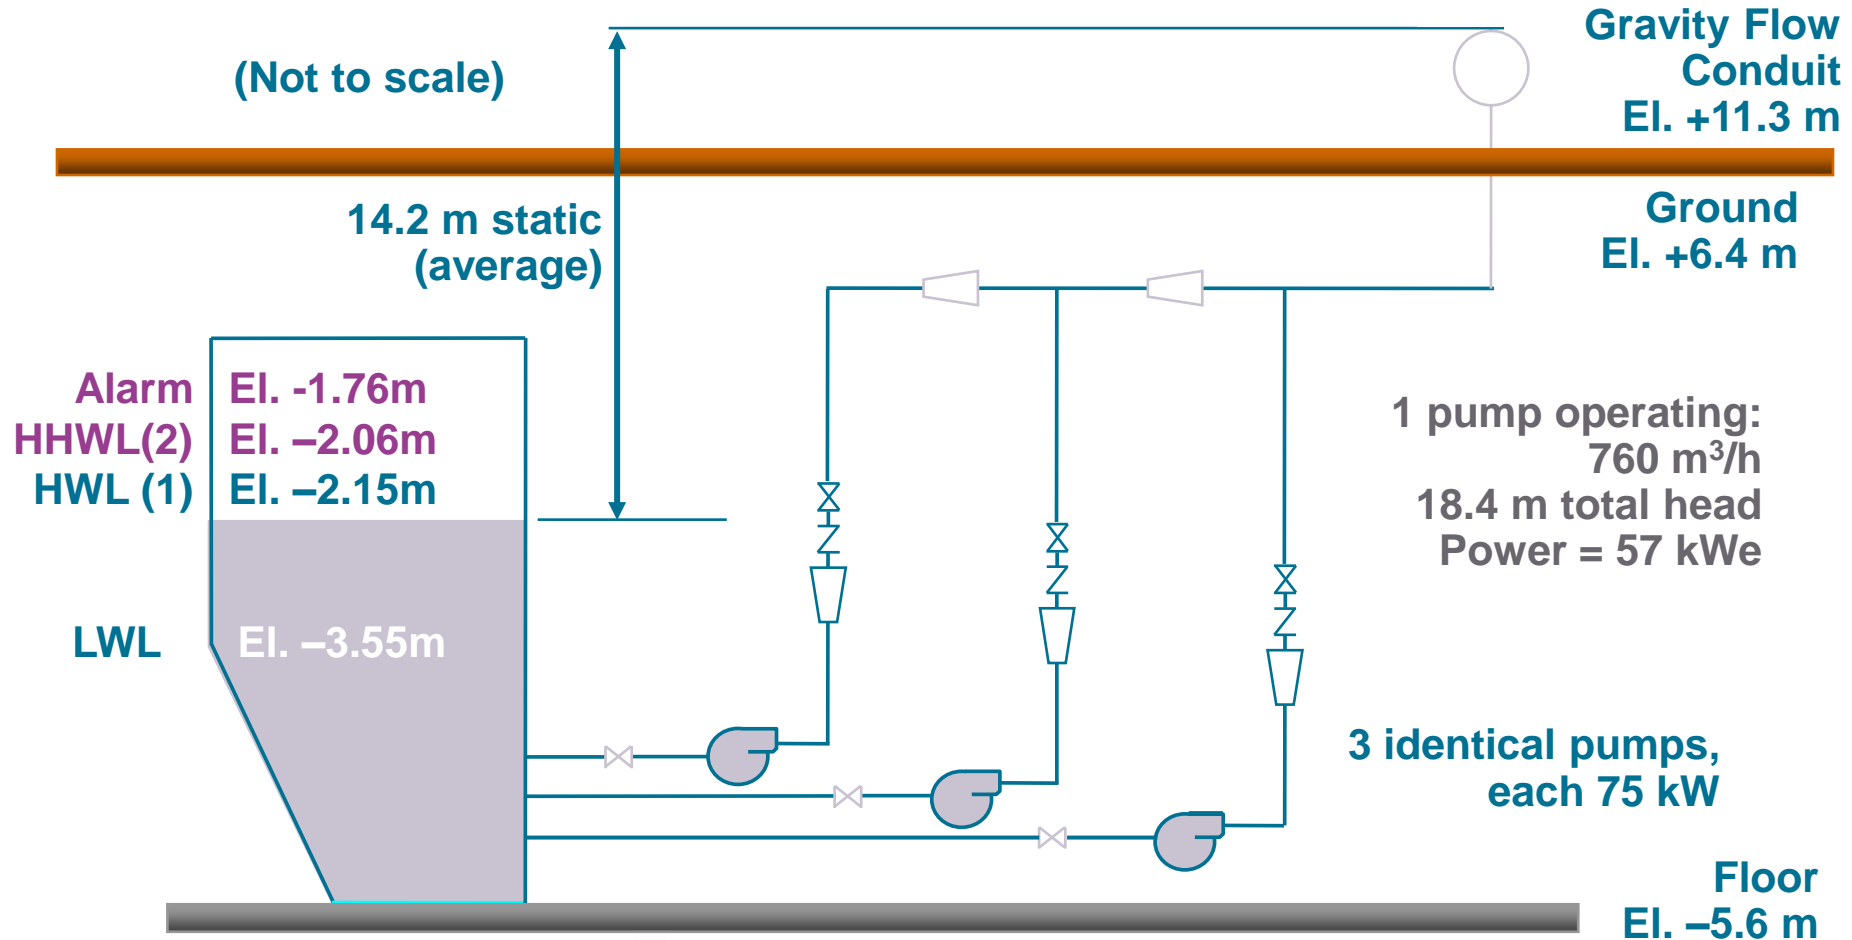 Gravity Flow
Conduit
El. +11.3 m
(Not to scale)
14.2 m static
(average)
Ground
El. +6.4 m
Alarm El. -1.76m
HHWL(2) El. –2.06m
HWL (1) El. –2.15m
LWL El. –3.55m
1 pump operating:
760 m³/h
18.4 m total head
Power = 57 kWe
3 identical pumps,
each 75 kW
Floor
El. –5.6 m